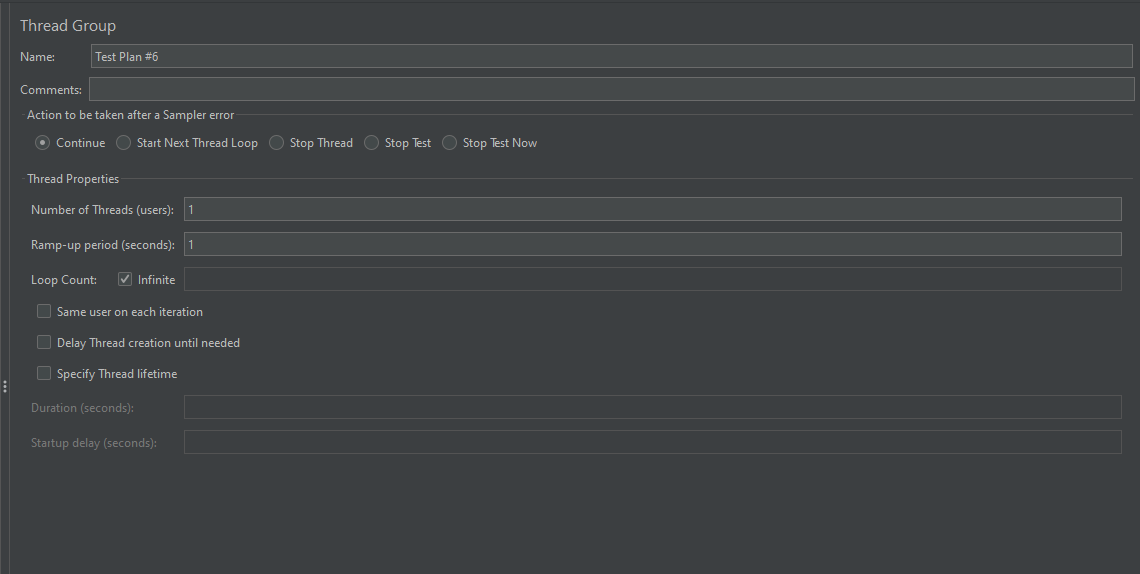 Thread Group
Name: Test Plan #6
Comments:
Action to be taken after a Sampler error
Continue Start Next Thread Loop Stop Thread Stop Test Stop Test Now
Thread Properties
Number of Threads (users): 1
Ramp-up period (seconds): 1
Loop Count: Infinite
Same user on each iteration
Delay Thread creation until needed
Specify Thread lifetime
Duration (seconds):
Startup delay (seconds):